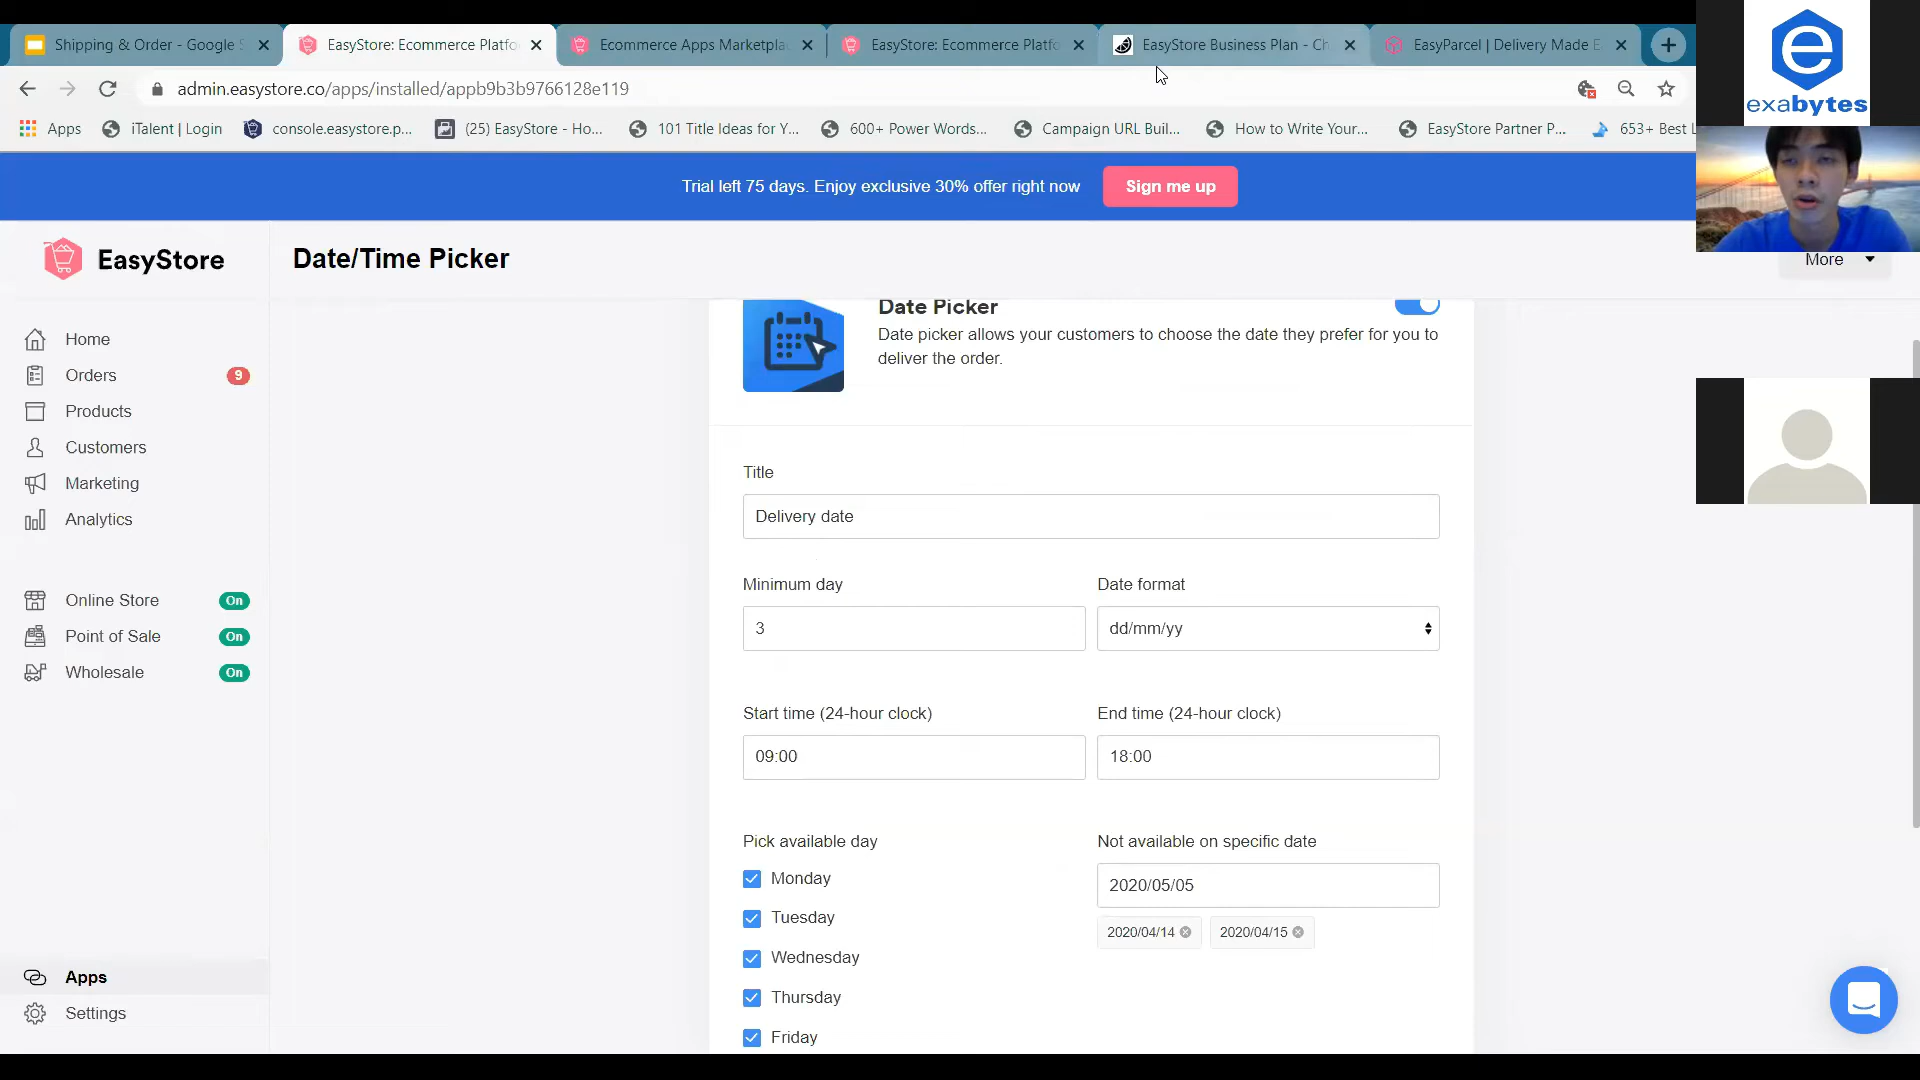 Shipping & Order - Google S
EasyStore: Ecommerce Platfo
Ecommerce Apps Marketpla
EasyStore: Ecommerce Platfo
EasyStore Business Plan - Ch
EasyParcel | Delivery Made E
admin.easystore.co/apps/installed/appb9b3b9766128e119
Apps
iTalent | Login
console.easystore.p...
(25) EasyStore - Ho...
101 Title Ideas for Y...
600+ Power Words...
Campaign URL Buil...
How to Write Your...
EasyStore Partner P...
653+ Best L
exabytes
Trial left 75 days. Enjoy exclusive 30% offer right now
Sign me up
EasyStore
Date/Time Picker
More
Home
Orders
9
Products
Customers
Marketing
Analytics
Online Store
On
Point of Sale
On
Wholesale
On
Apps
Settings
Date Picker
Date picker allows your customers to choose the date they prefer for you to
deliver the order.
Title
Delivery date
Minimum day
Date format
3
dd/mm/yy
Start time (24-hour clock)
End time (24-hour clock)
09:00
18:00
Pick available day
Not available on specific date
Monday
2020/05/05
Tuesday
2020/04/14
2020/04/15
Wednesday
Thursday
Friday